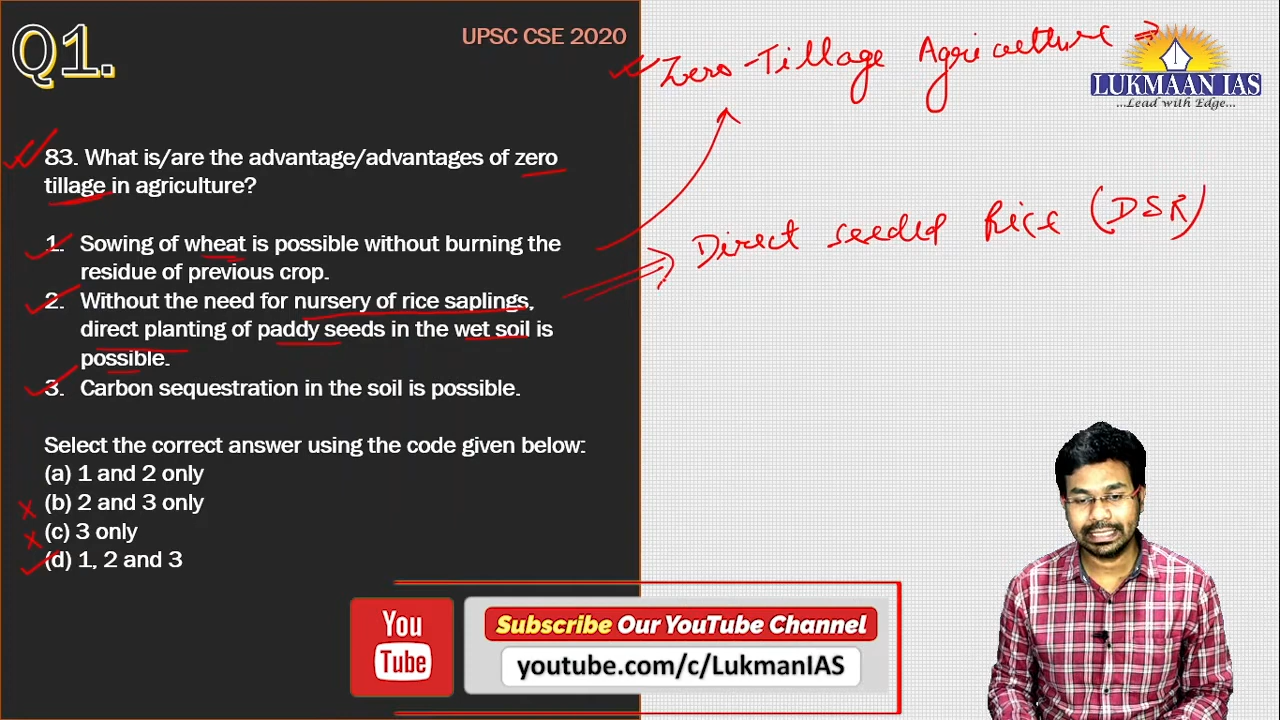 Q1.
UPSC CSE 2020
83. What is/are the advantage/advantages of zero
tillage in agriculture?
1. Sowing of wheat is possible without burning the
residue of previous crop.
2. Without the need for nursery of rice saplings,
direct planting of paddy seeds in the wet soil is
possible.
3. Carbon sequestration in the soil is possible.
Select the correct answer using the code given below:
(a) 1 and 2 only
(b) 2 and 3 only
(c) 3 only
(d) 1, 2 and 3
Zero-Tillage Agriculture
LUKMAAN IAS
...Lead with Edge...
Direct seeded Rice (DSR)
You
Tube
Subscribe Our YouTube Channel
youtube.com/c/LukmanIAS